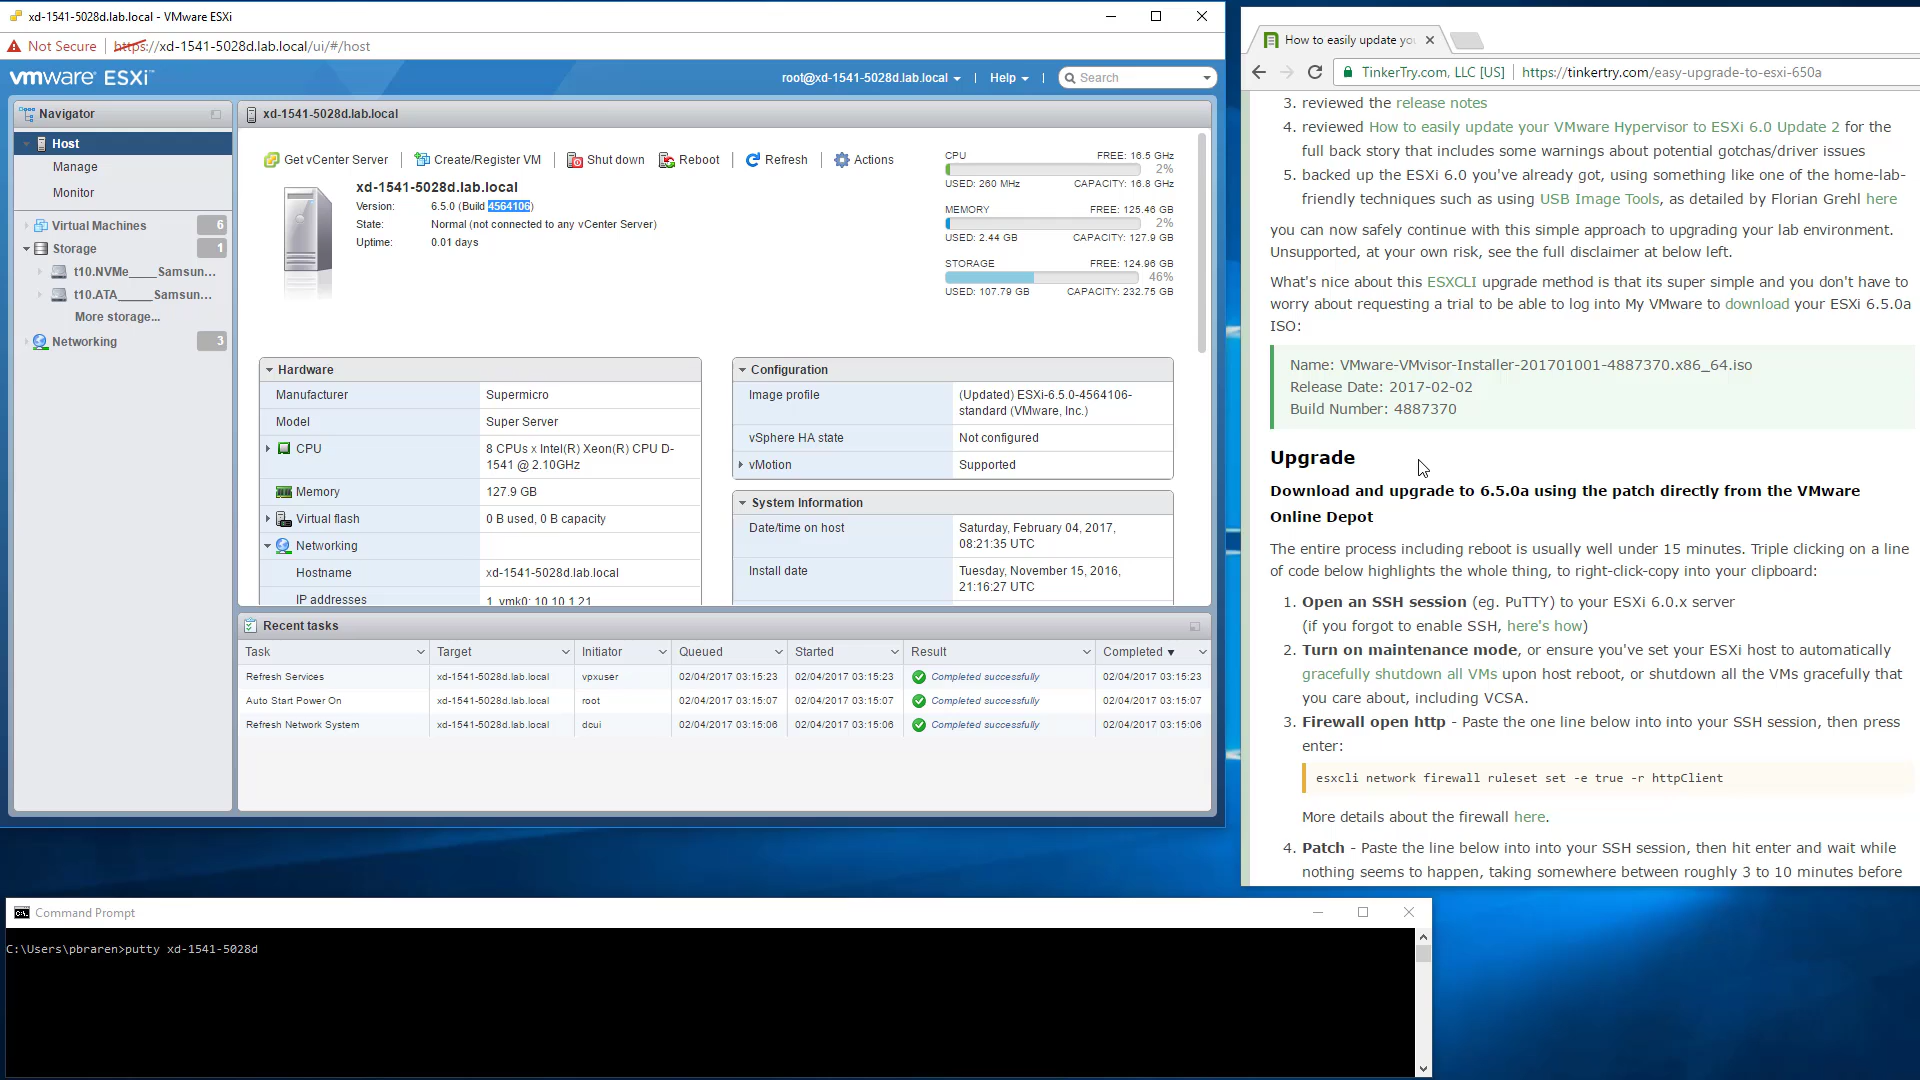 xd-1541-5028d.lab.local - VMware ESXi
Not Secure | https://xd-1541-5028d.lab.local/ui/#/host
vmware ESXi
root@xd-1541-5028d.lab.local | Help | Search
Navigator
Host
Manage
Monitor
Virtual Machines 6
Storage 1
t10.NVMe____Samsun...
t10.ATA_____Samsun...
More storage...
Networking 3
xd-1541-5028d.lab.local
Get vCenter Server | Create/Register VM | Shut down Reboot | Refresh | Actions
xd-1541-5028d.lab.local
Version: 6.5.0 (Build 4564106)
State: Normal (not connected to any vCenter Server)
Uptime: 0.01 days
CPU FREE: 16.5 GHz
2%
USED: 260 MHz CAPACITY: 16.8 GHz
MEMORY FREE: 125.46 GB
2%
USED: 2.44 GB CAPACITY: 127.9 GB
STORAGE FREE: 124.96 GB
46%
USED: 107.79 GB CAPACITY: 232.75 GB
Hardware
Manufacturer Supermicro
Model Super Server
CPU 8 CPUs x Intel(R) Xeon(R) CPU D-
1541 @ 2.10GHz
Memory 127.9 GB
Virtual flash 0 B used, 0 B capacity
Networking
Hostname xd-1541-5028d.lab.local
IP addresses 1. vmk0: 10.10.1.21
Configuration
Image profile (Updated) ESXi-6.5.0-4564106-
standard (VMware, Inc.)
vSphere HA state Not configured
vMotion Supported
System Information
Date/time on host Saturday, February 04, 2017,
08:21:35 UTC
Install date Tuesday, November 15, 2016,
21:16:27 UTC
Recent tasks
Task Target Initiator Queued Started Result Completed
Refresh Services xd-1541-5028d.lab.local vpxuser 02/04/2017 03:15:23 02/04/2017 03:15:23 Completed successfully 02/04/2017 03:15:23
Auto Start Power On xd-1541-5028d.lab.local root 02/04/2017 03:15:07 02/04/2017 03:15:07 Completed successfully 02/04/2017 03:15:07
Refresh Network System xd-1541-5028d.lab.local dcui 02/04/2017 03:15:06 02/04/2017 03:15:06 Completed successfully 02/04/2017 03:15:06
How to easily update yo
TinkerTry.com, LLC [US] | https://tinkertry.com/easy-upgrade-to-esxi-650a
3. reviewed the release notes
4. reviewed How to easily update your VMware Hypervisor to ESXi 6.0 Update 2 for the
full back story that includes some warnings about potential gotchas/driver issues
5. backed up the ESXi 6.0 you've already got, using something like one of the home-lab-
friendly techniques such as using USB Image Tools, as detailed by Florian Grehl here
you can now safely continue with this simple approach to upgrading your lab environment.
Unsupported, at your own risk, see the full disclaimer at below left.
What's nice about this ESXCLI upgrade method is that its super simple and you don't have to
worry about requesting a trial to be able to log into My VMware to download your ESXi 6.5.0a
ISO:
Name: VMware-VMvisor-Installer-201701001-4887370.x86_64.iso
Release Date: 2017-02-02
Build Number: 4887370
Upgrade
Download and upgrade to 6.5.0a using the patch directly from the VMware
Online Depot
The entire process including reboot is usually well under 15 minutes. Triple clicking on a line
of code below highlights the whole thing, to right-click-copy into your clipboard:
1. Open an SSH session (eg. PuTTY) to your ESXi 6.0.x server
(if you forgot to enable SSH, here's how)
2. Turn on maintenance mode, or ensure you've set your ESXi host to automatically
gracefully shutdown all VMs upon host reboot, or shutdown all the VMs gracefully that
you care about, including VCSA.
3. Firewall open http - Paste the one line below into into your SSH session, then press
enter:
esxcli network firewall ruleset set -e true -r httpClient
More details about the firewall here.
4. Patch - Paste the line below into into your SSH session, then hit enter and wait while
nothing seems to happen, taking somewhere between roughly 3 to 10 minutes before
Command Prompt
C:\Users\pbraren>putty xd-1541-5028d